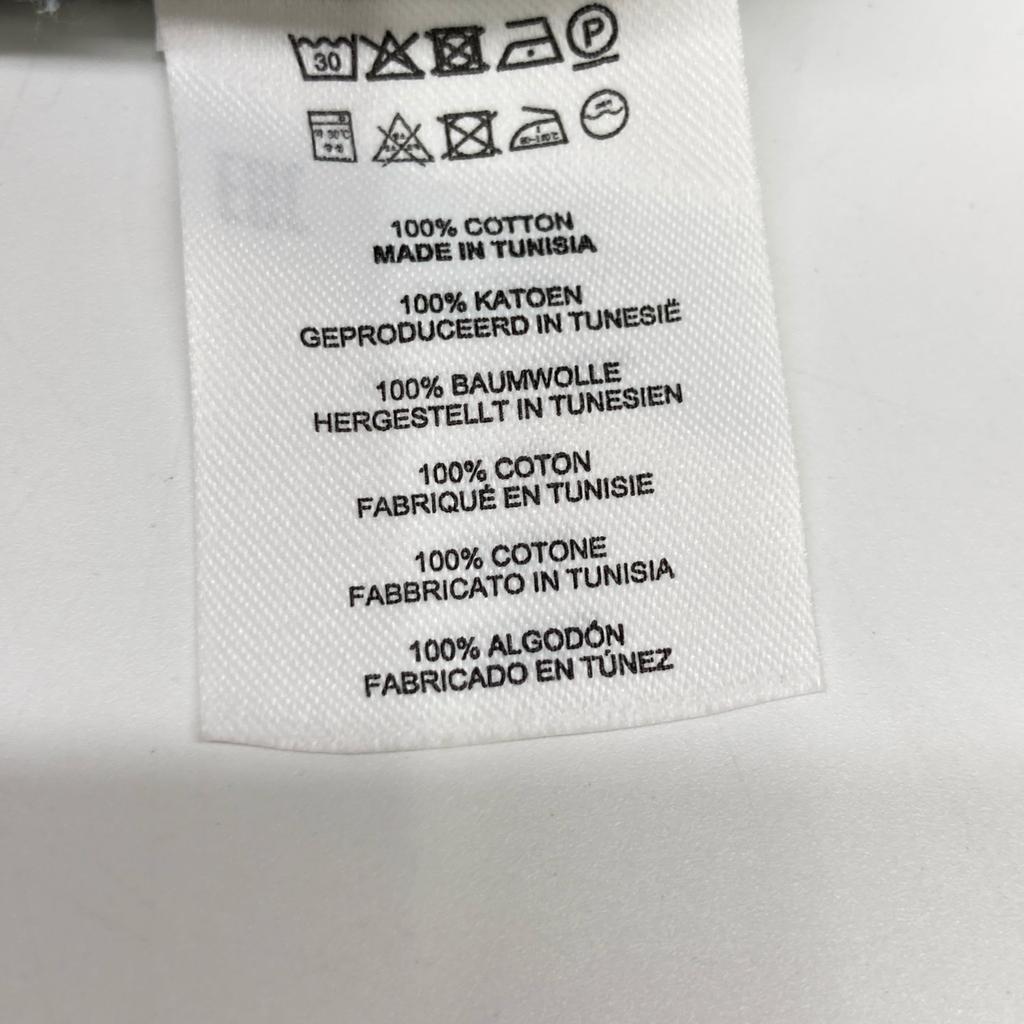 30 P
100% COTTON
MADE IN TUNISIA
100% KATOEN
GEPRODUCEERD IN TUNESIË
100% BAUMWOLLE
HERGESTELLT IN TUNESIEN
100% COTON
FABRIQUÉ EN TUNISIE
100% COTONE
FABBRICATO IN TUNISIA
100% ALGODÓN
FABRICADO EN TÚNEZ